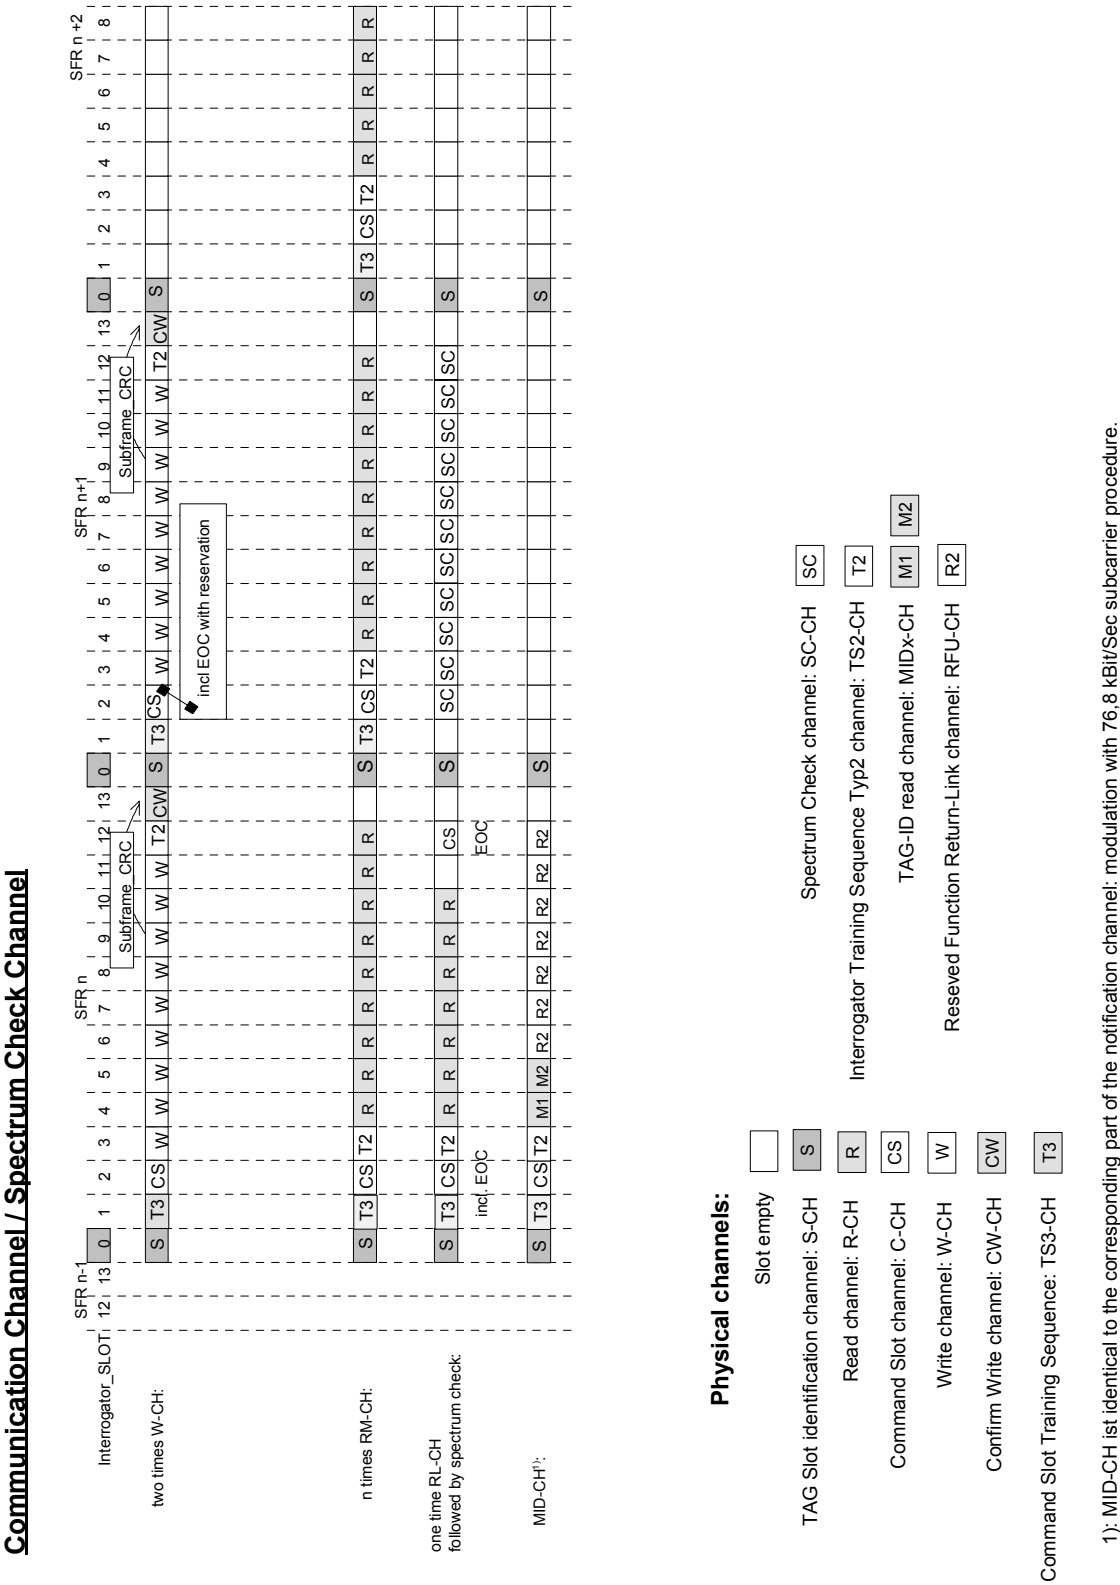 Communication Channel / Spectrum Check Channel
SFR n-1 SFR n SFR n+1 SFR n +2
Interrogator_SLOT 12 13 0 1 2 3 4 5 6 7 8 9 10 11 12 13 0 1 2 3 4 5 6 7 8 9 10 11 12 13 0 1 2 3 4 5 6 7 8
Subframe CRC Subframe CRC
two times W-CH: S T3 CS W W W W W W W W W T2 CW S T3 CS W W W W W W W W W T2 CW S
incl EOC with reservation
n times RM-CH: S T3 CS T2 R R R R R R R R R S T3 CS T2 R R R R R R R R R S T3 CS T2 R R R R R
one time RL-CH
followed by spectrum check: S T3 CS T2 R R R R R R R CS S SC SC SC SC SC SC SC SC SC SC SC S
incl. EOC EOC
MID-CH1): S T3 CS T2 M1 M2 R2 R2 R2 R2 R2 R2 R2 S S
Physical channels:
Slot empty
TAG Slot identification channel: S-CH S
Read channel: R-CH R
Command Slot channel: C-CH CS
Write channel: W-CH W
Confirm Write channel: CW-CH CW
Command Slot Training Sequence: TS3-CH T3
Spectrum Check channel: SC-CH SC
Interrogator Training Sequence Typ2 channel: TS2-CH T2
TAG-ID read channel: MIDx-CH M1 M2
Reseved Function Return-Link channel: RFU-CH R2
1): MID-CH ist identical to the corresponding part of the notification channel: modulation with 76,8 kBit/Sec subcarrier procedure.